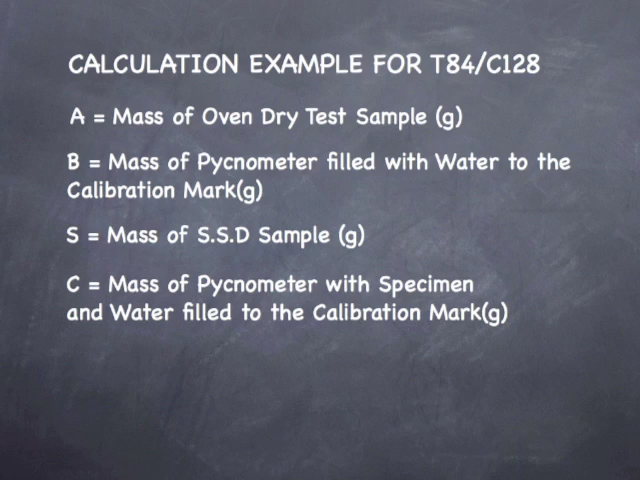 CALCULATION EXAMPLE FOR T84/C128
A = Mass of Oven Dry Test Sample (g)
B = Mass of Pycnometer filled with Water to the
Calibration Mark(g)
S = Mass of S.S.D Sample (g)
C = Mass of Pycnometer with Specimen
and Water filled to the Calibration Mark(g)